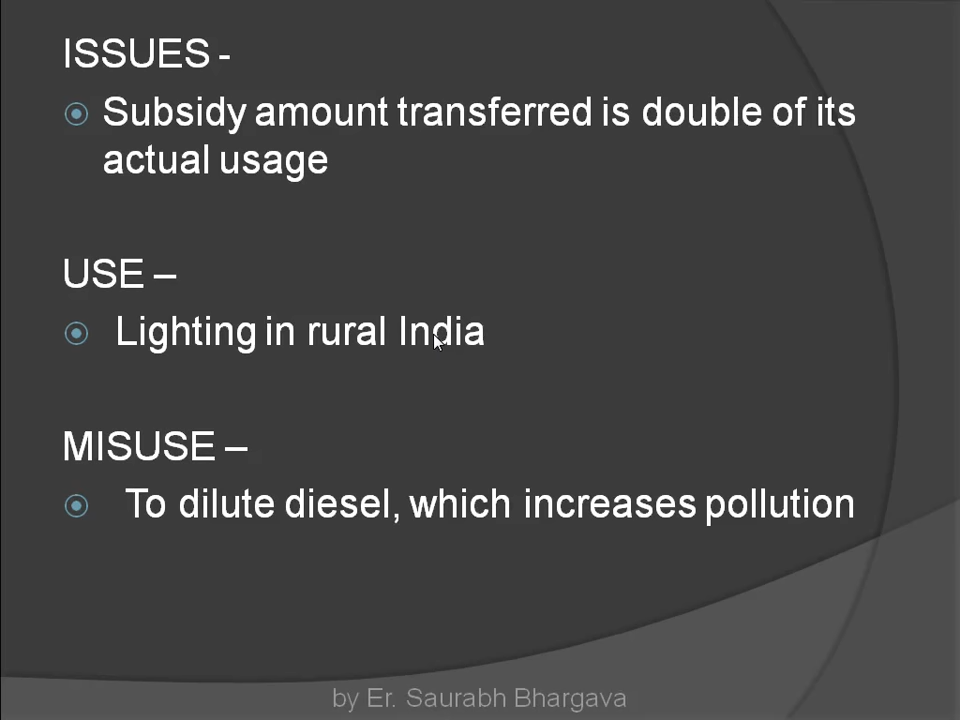 ISSUES -
Subsidy amount transferred is double of its
actual usage
USE –
Lighting in rural India
MISUSE –
To dilute diesel, which increases pollution
by Er. Saurabh Bhargava